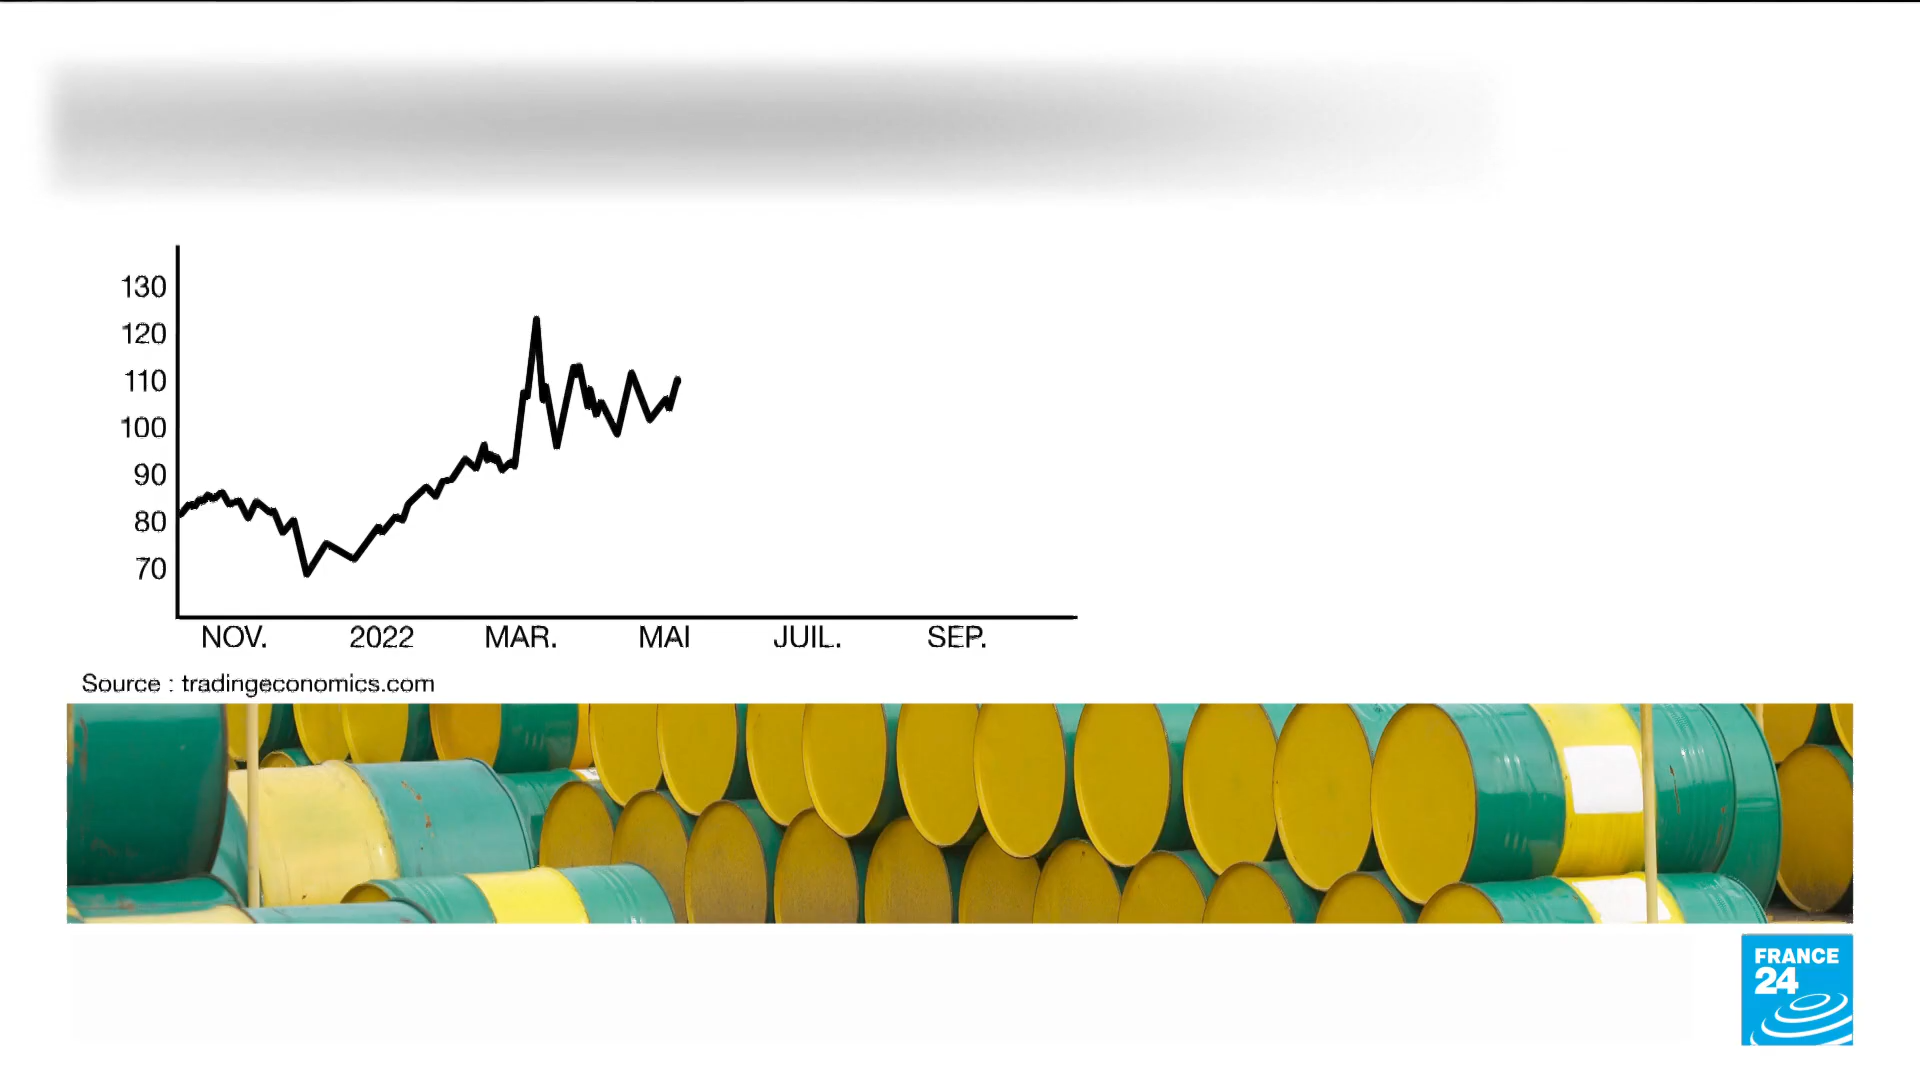 130
120
110
100
90
80
70
NOV. 2022 MAR. MAI JUIL. SEP.
Source : tradingeconomics.com
FRANCE
24